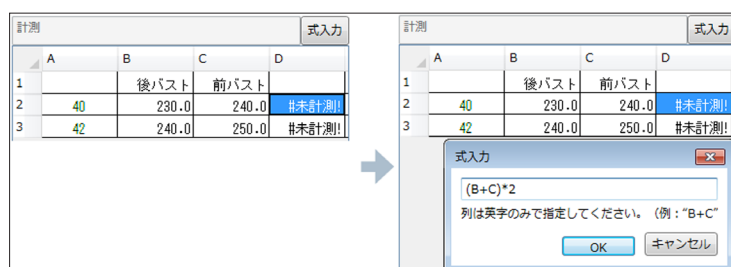 計測 式入力
A B C D
1 後バスト 前バスト
2 40 230.0 240.0 #未計測!
3 42 240.0 250.0 #未計測!
計測 式入力
A B C D
1 後バスト 前バスト
2 40 230.0 240.0 #未計測!
3 42 240.0 250.0 #未計測!
式入力
(B+C)*2
列は英字のみで指定してください。（例：“B+C”
OK キャンセル